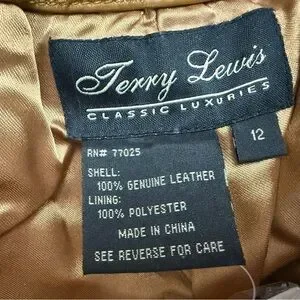 Terry Lewis
CLASSIC LUXURIES
12
RN# 77025
SHELL:
100% GENUINE LEATHER
LINING:
100% POLYESTER
MADE IN CHINA
SEE REVERSE FOR CARE